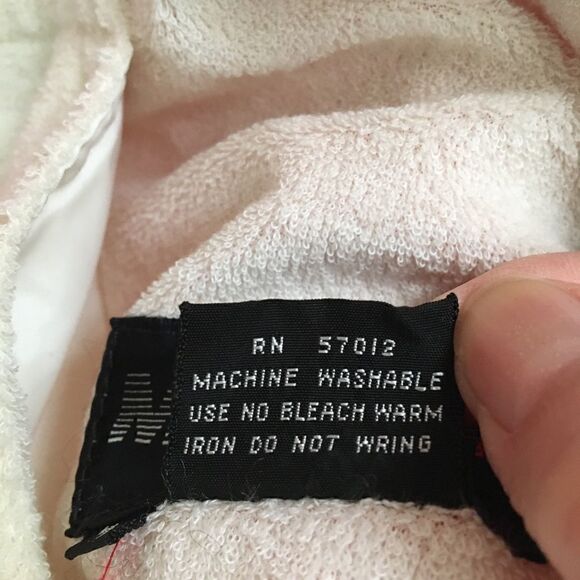 RN 57012
MACHINE WASHABLE
USE NO BLEACH WARM
IRON DO NOT WRING